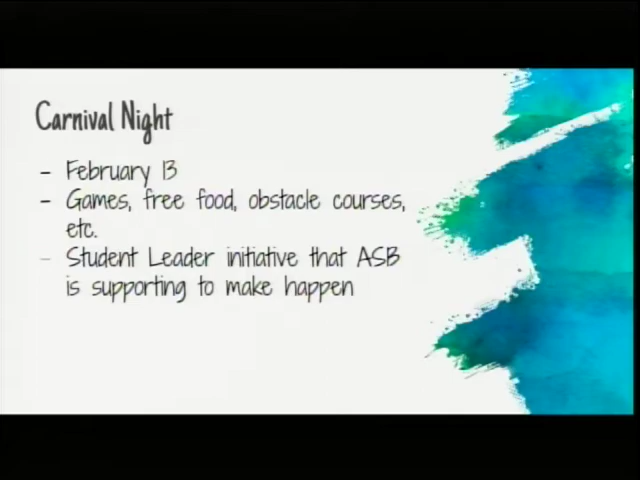 Carnival Night
- February 13
- Games, free food, obstacle courses,
etc.
- Student Leader initiative that ASB
is supporting to make happen